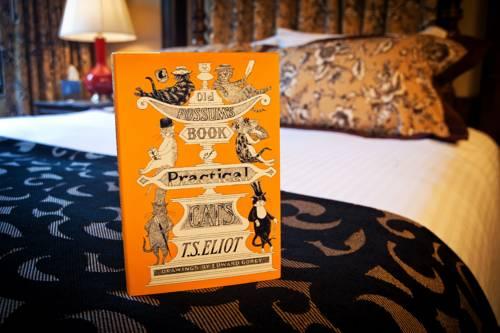 Old
POSSUM'S
BOOK
of
Practical
CATS
T.S. ELIOT
DRAWINGS BY EDWARD GOREY